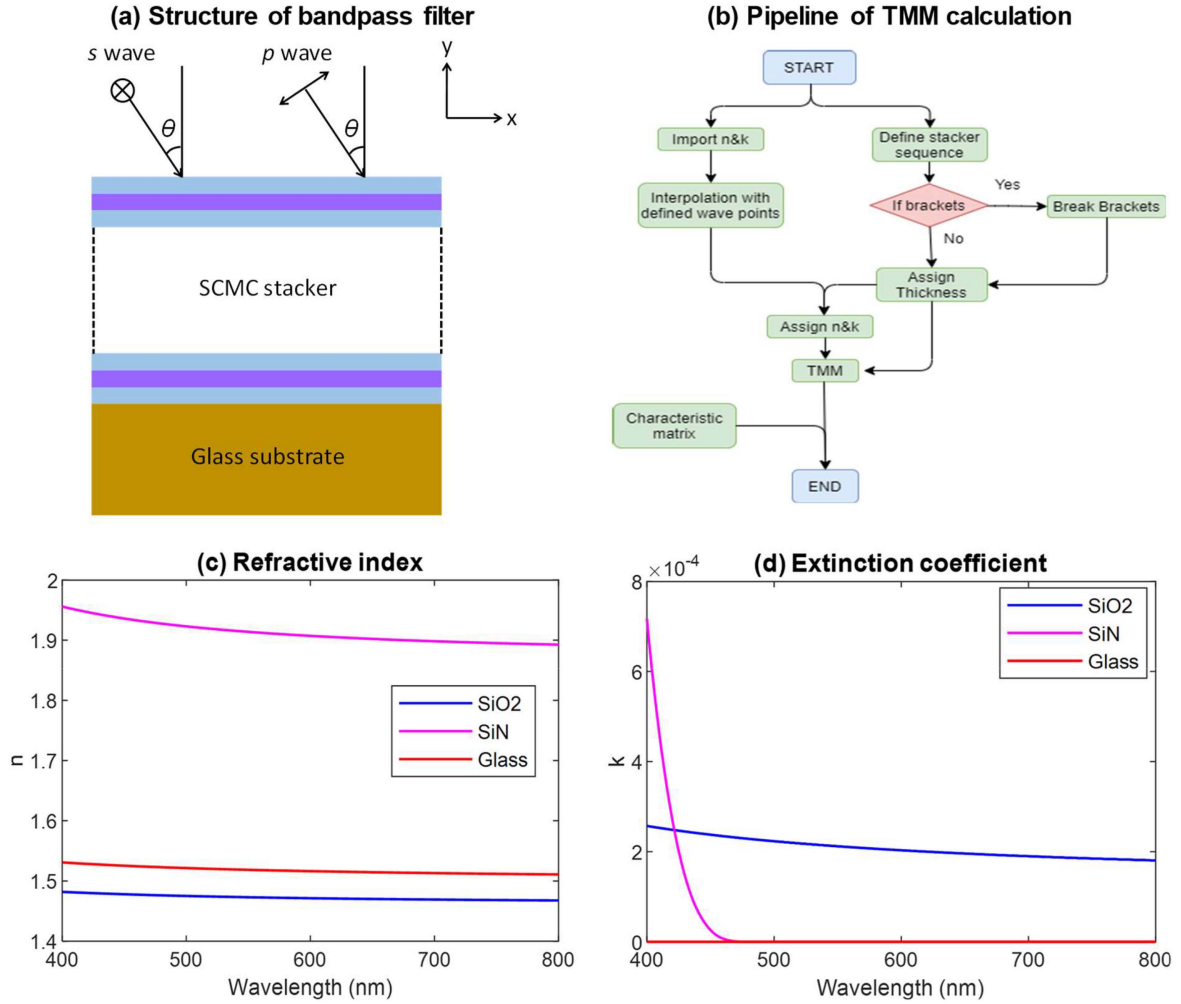 (a) Structure of bandpass filter
s wave
p wave
y
x
θ
θ
SCMC stacker
Glass substrate
(b) Pipeline of TMM calculation
START
Import n&k
Define stacker
sequence
Interpolation with
defined wave points
If brackets
Yes
Break Brackets
No
Assign
Thickness
Assign n&k
TMM
Characteristic
matrix
END
(c) Refractive index
2
1.9
1.8
1.7
1.6
1.5
1.4
n
SiO2
SiN
Glass
400
500
600
700
800
Wavelength (nm)
(d) Extinction coefficient
×10-4
8
6
4
2
0
k
SiO2
SiN
Glass
400
500
600
700
800
Wavelength (nm)